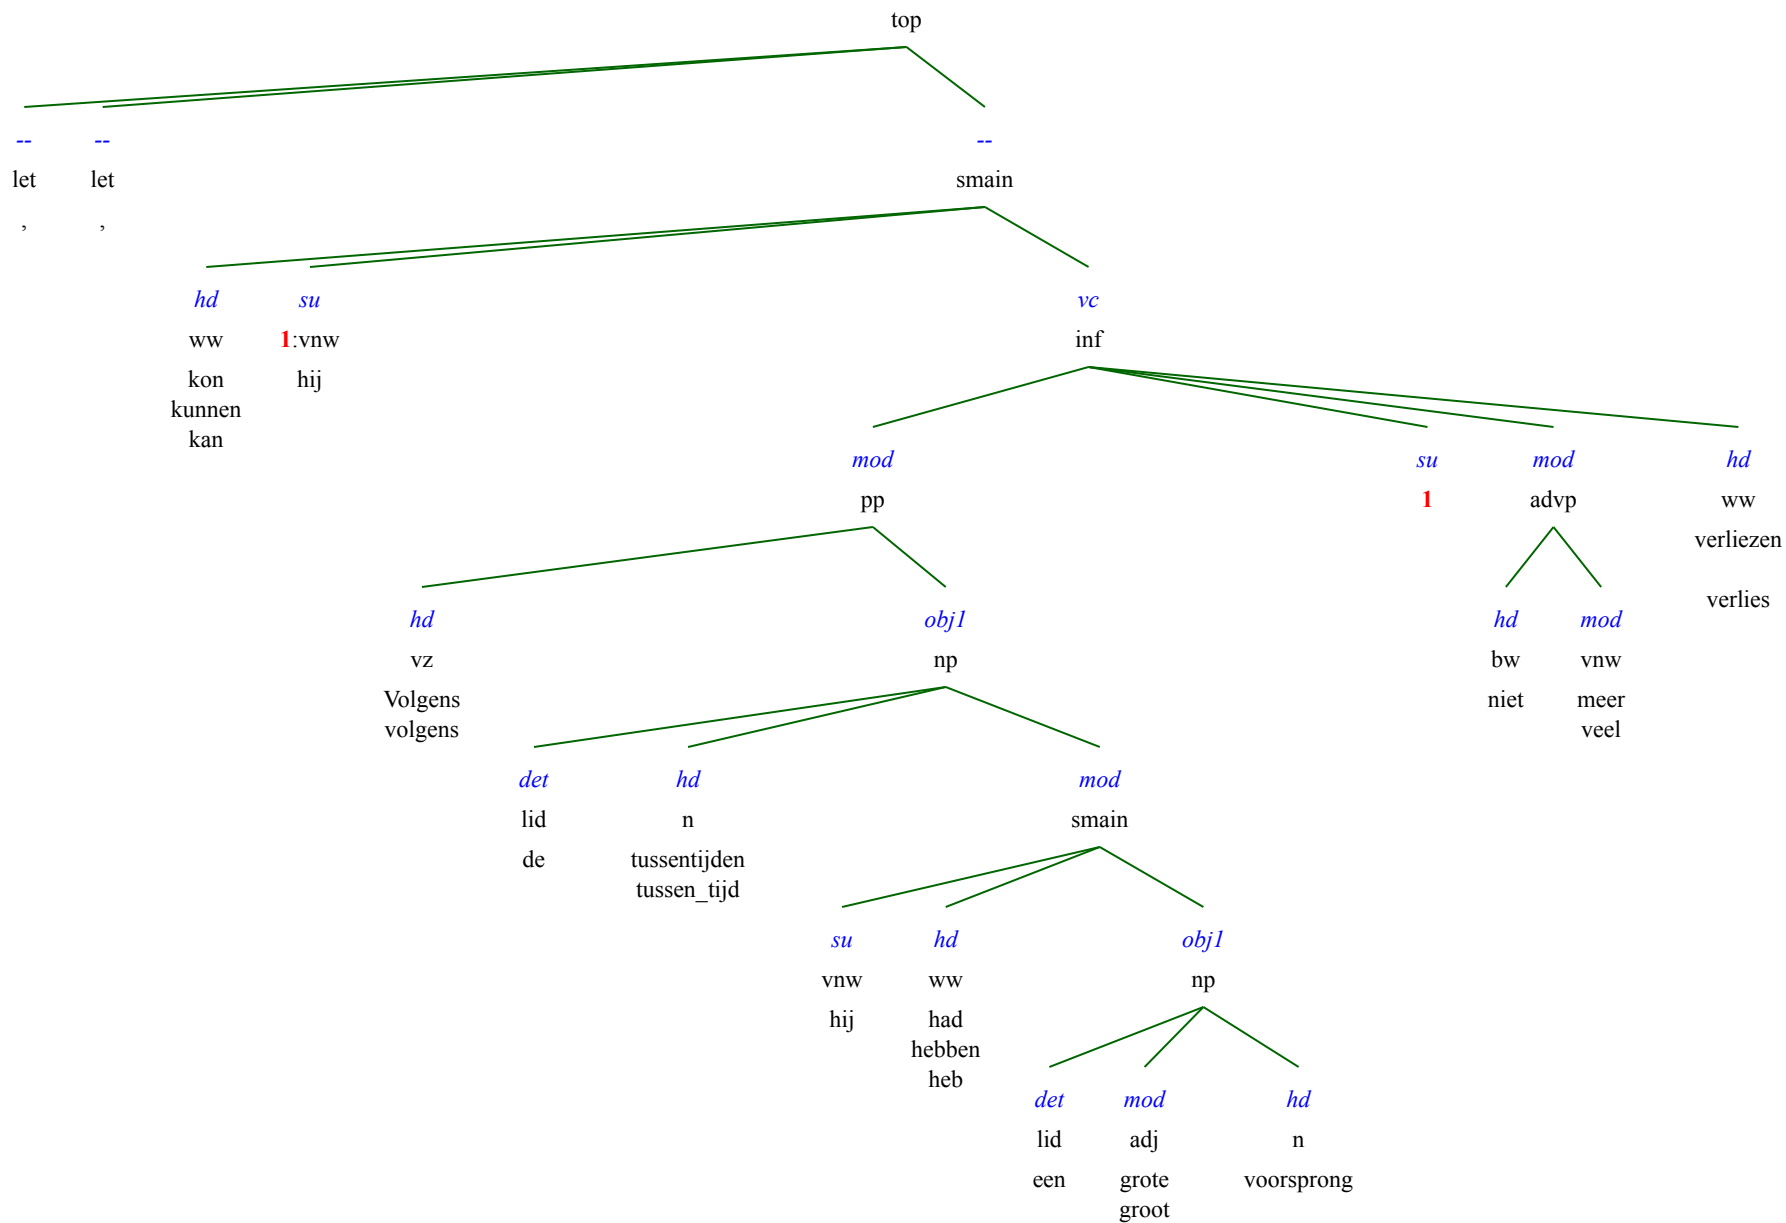 top
-- -- --
let let smain
, ,
hd su vc
ww 1:vnw inf
kon hij
kunnen
kan
mod su mod hd
pp 1 advp ww
verliezen
verlies
hd obj1 hd mod
vz np bw vnw
Volgens niet meer
volgens veel
det hd mod
lid n smain
de tussentijden
tussen_tijd
su hd obj1
vnw ww np
hij had
hebben
heb
det mod hd
lid adj n
een grote voorsprong
groot